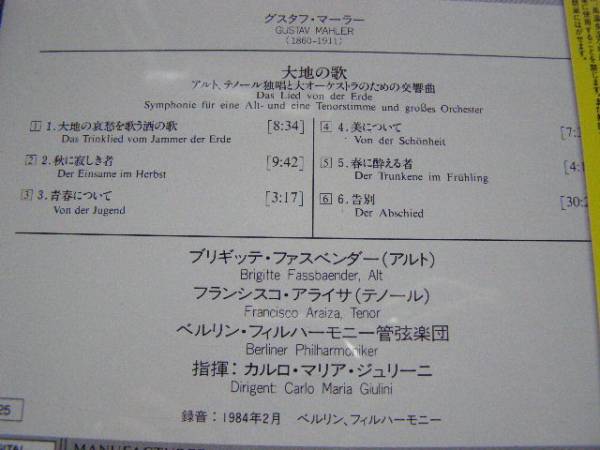 グスタフ・マーラー
GUSTAV MAHLER
(1860-1911)
大地の歌
アルト、テノール独唱と大オーケストラのための交響曲
Das Lied von der Erde
Symphonie für eine Alt- und eine Tenorstimme und großes Orchester
1 1. 大地の哀愁を歌う酒の歌 [8:34]
Das Trinklied vom Jammer der Erde
2 2. 秋に寂しき者 [9:42]
Der Einsame im Herbst
3 3. 青春について [3:17]
Von der Jugend
4 4. 美について [7:
Von der Schönheit
5 5. 春に酔える者 [4:
Der Trunkene im Frühling
6 6. 告別 [30:2
Der Abschied
ブリギッテ・ファスベンダー(アルト)
Brigitte Fassbaender, Alt
フランシスコ・アライサ(テノール)
Francisco Araiza, Tenor
ベルリン・フィルハーモニー管弦楽団
Berliner Philharmoniker
指揮: カルロ・マリア・ジュリーニ
Dirigent: Carlo Maria Giulini
録音:1984年2月 ベルリン、フィルハーモニー
25